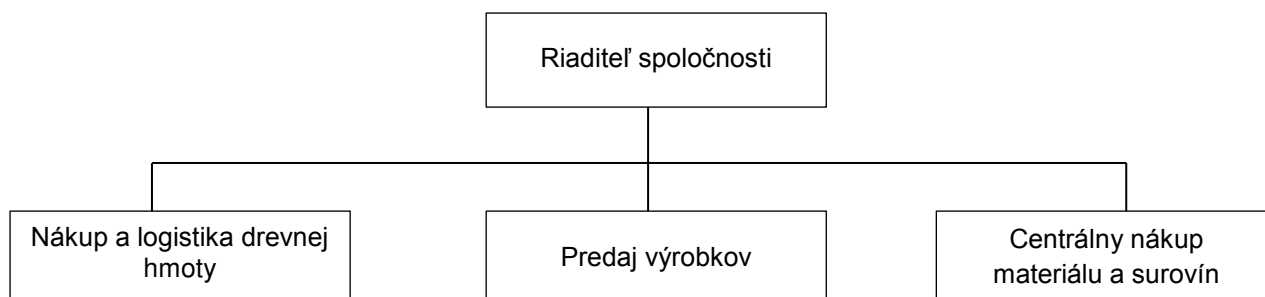 Riaditeľ spoločnosti
Nákup a logistika drevnej
hmoty
Predaj výrobkov
Centrálny nákup
materiálu a surovín